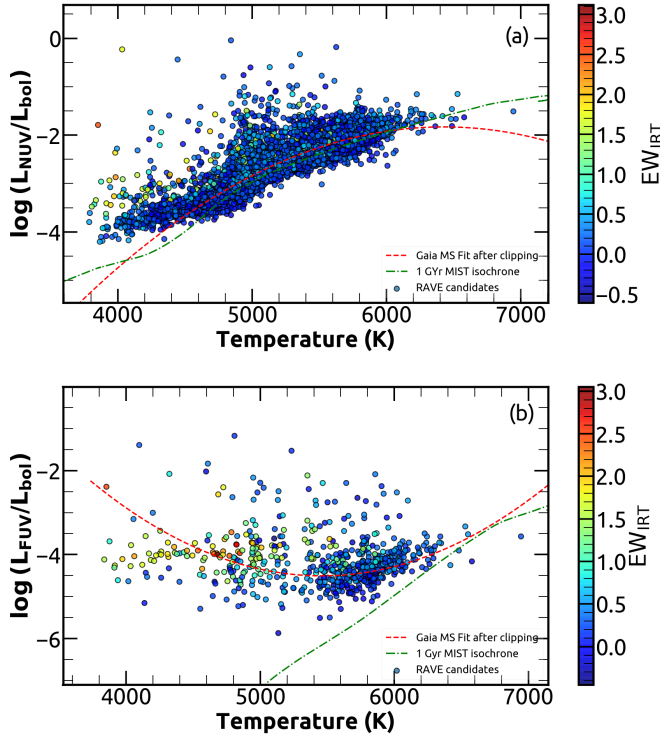 (a)
0
−2
−4
log (L_NUV/L_bol)
Gaia MS Fit after clipping
1 GYr MIST isochrone
RAVE candidates
4000 5000 6000 7000
Temperature (K)
3.0
2.5
2.0
1.5
1.0
0.5
0.0
−0.5
EW_IRT
(b)
0
−2
−4
−6
log (L_FUV/L_bol)
Gaia MS Fit after clipping
1 Gyr MIST isochrone
RAVE candidates
4000 5000 6000 7000
Temperature (K)
3.0
2.5
2.0
1.5
1.0
0.5
0.0
EW_IRT